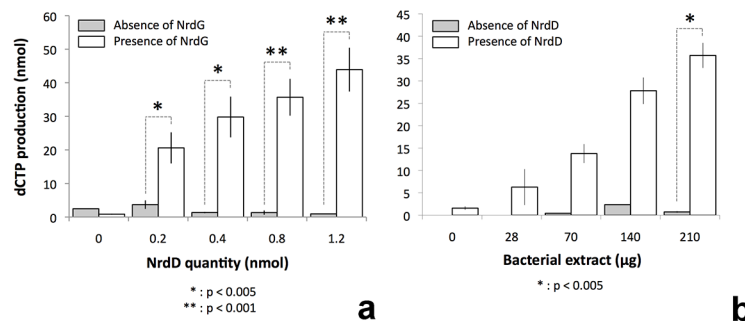 Absence of NrdG
Presence of NrdG
dCTP production (nmol)
60
50
40
30
20
10
0
*
*
**
**
0 0.2 0.4 0.8 1.2
NrdD quantity (nmol)
* : p < 0.005
** : p < 0.001
a
Absence of NrdD
Presence of NrdD
45
40
35
30
25
20
15
10
5
0
*
0 28 70 140 210
Bacterial extract (µg)
* : p < 0.005
b